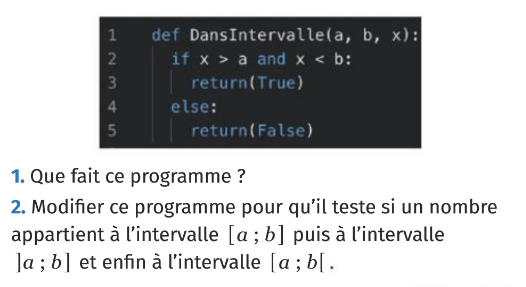 1 def DansIntervalle(a, b, x):
2 if x > a and x < b:
3 return(True)
4 else:
5 return(False)
1. Que fait ce programme ?
2. Modifier ce programme pour qu’il teste si un nombre
appartient à l’intervalle [a ; b] puis à l’intervalle
]a ; b] et enfin à l’intervalle [a ; b[ .